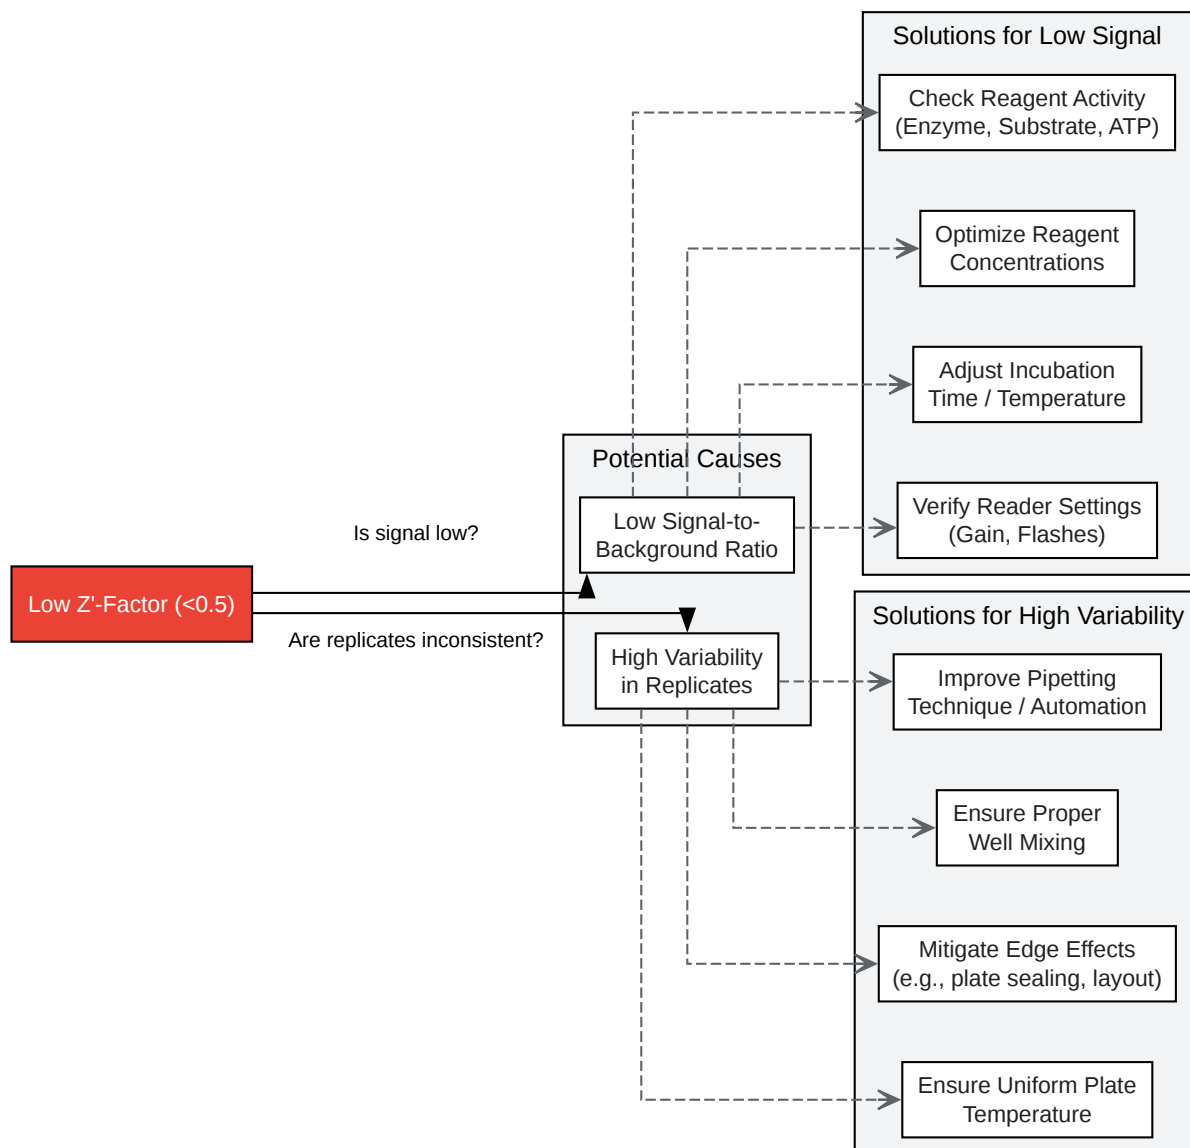 Solutions for Low Signal
Check Reagent Activity
(Enzyme, Substrate, ATP)
Optimize Reagent
Concentrations
Adjust Incubation
Time / Temperature
Potential Causes
Low Signal-to-
Background Ratio
Verify Reader Settings
(Gain, Flashes)
Is signal low?
Low Z'-Factor (<0.5)
Are replicates inconsistent?
High Variability
in Replicates
Solutions for High Variability
Improve Pipetting
Technique / Automation
Ensure Proper
Well Mixing
Mitigate Edge Effects
(e.g., plate sealing, layout)
Ensure Uniform Plate
Temperature